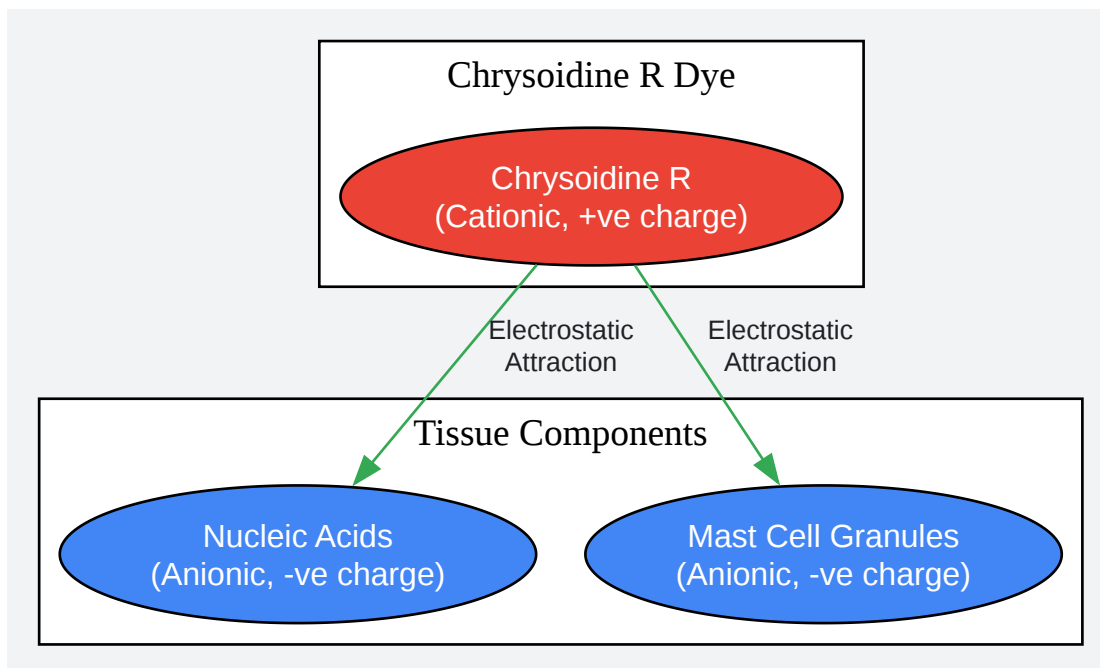 Chrysoidine R Dye
Chrysoidine R
(Cationic, +ve charge)
Electrostatic
Attraction
Electrostatic
Attraction
Tissue Components
Nucleic Acids
(Anionic, -ve charge)
Mast Cell Granules
(Anionic, -ve charge)